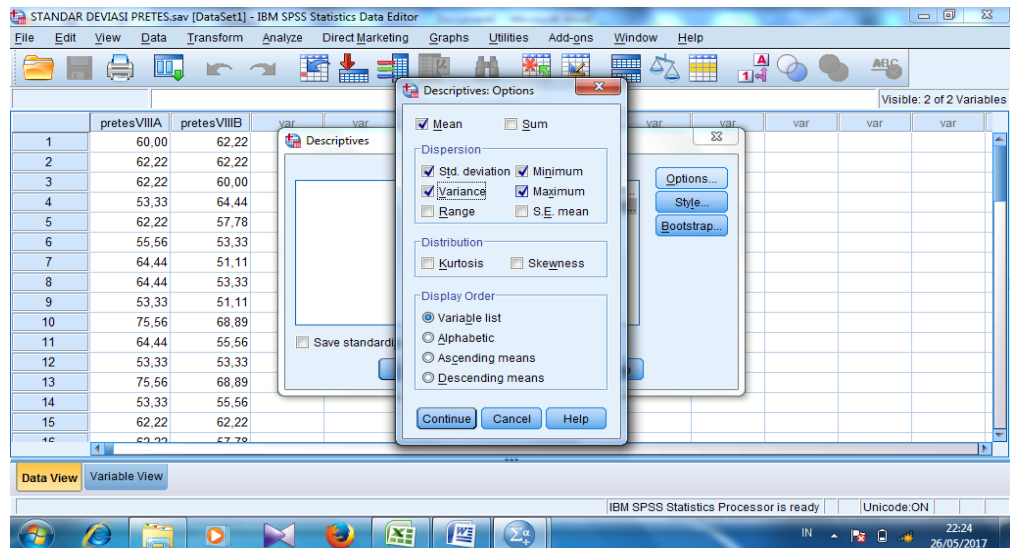 STANDAR DEVIASI PRETES.sav [DataSet1] - IBM SPSS Statistics Data Editor
File Edit View Data Transform Analyze Direct Marketing Graphs Utilities Add-ons Window Help
Visible: 2 of 2 Variables
pretesVIIIA pretesVIIIB var var var var var var var
1 60,00 62,22
2 62,22 62,22
3 62,22 60,00
4 53,33 64,44
5 62,22 57,78
6 55,56 53,33
7 64,44 51,11
8 64,44 53,33
9 53,33 51,11
10 75,56 68,89
11 64,44 55,56
12 53,33 53,33
13 75,56 68,89
14 53,33 55,56
15 62,22 62,22
16 62,22 57,78
Descriptives
Options...
Style...
Bootstrap...
Save standardi
Descriptives: Options
Mean Sum
Dispersion
Std. deviation Minimum
Variance Maximum
Range S.E. mean
Distribution
Kurtosis Skewness
Display Order
Variable list
Alphabetic
Ascending means
Descending means
Continue Cancel Help
Data View Variable View
IBM SPSS Statistics Processor is ready Unicode:ON
IN 22:24
26/05/2017